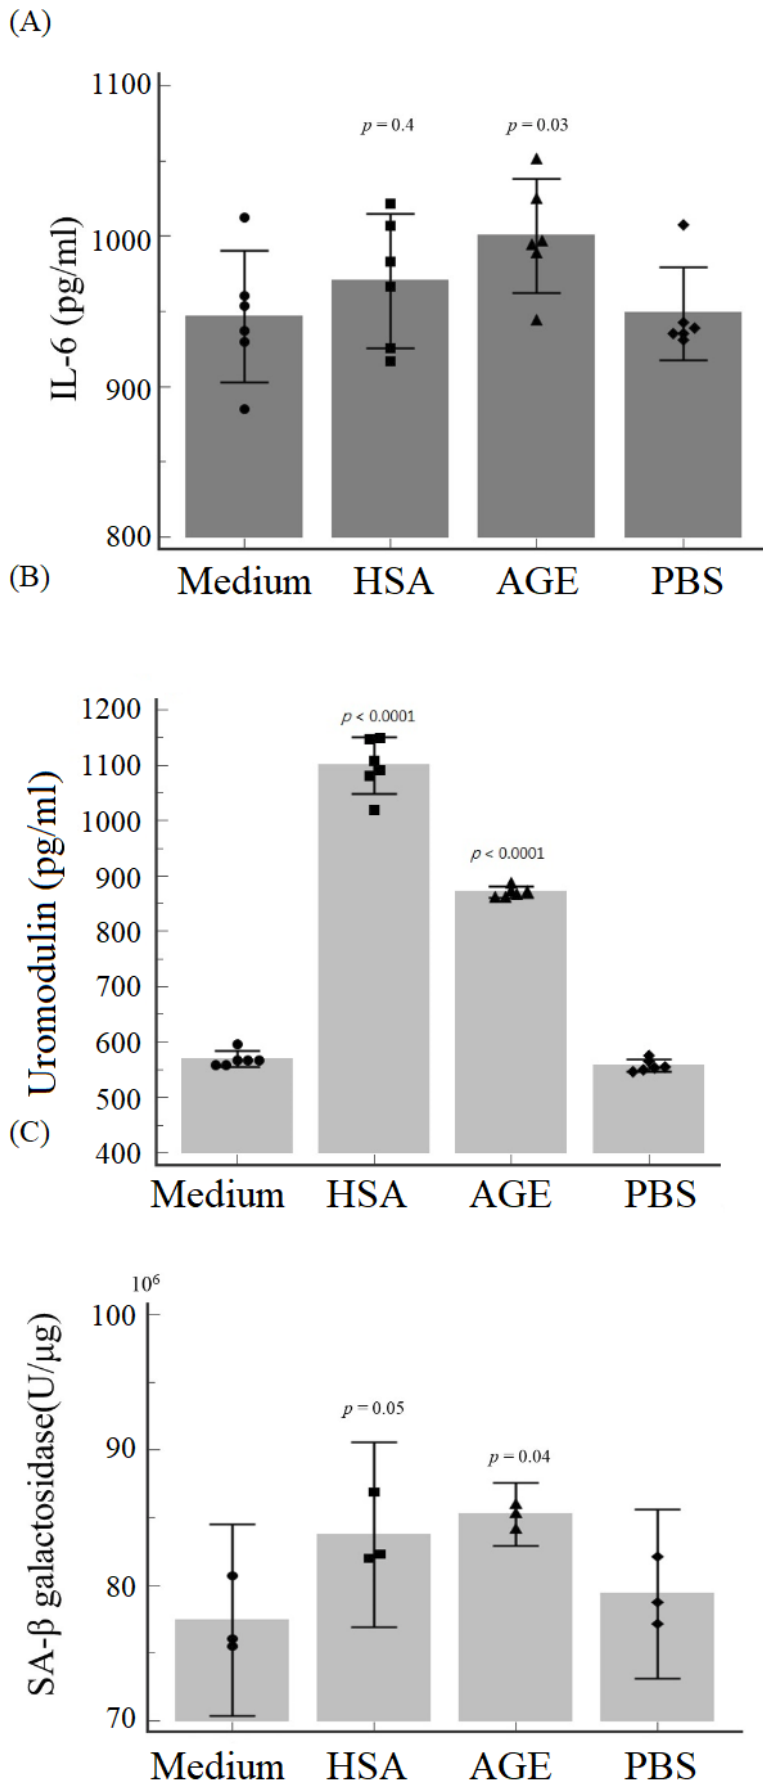 (A)
1100
1000
900
800
IL-6 (pg/ml)
p = 0.4
p = 0.03
Medium HSA AGE PBS
(B)
1200
1100
1000
900
800
700
600
500
400
Uromodulin (pg/ml)
p < 0.0001
p < 0.0001
Medium HSA AGE PBS
(C)
10⁶
100
90
80
70
SA-β galactosidase(U/μg)
p = 0.05
p = 0.04
Medium HSA AGE PBS